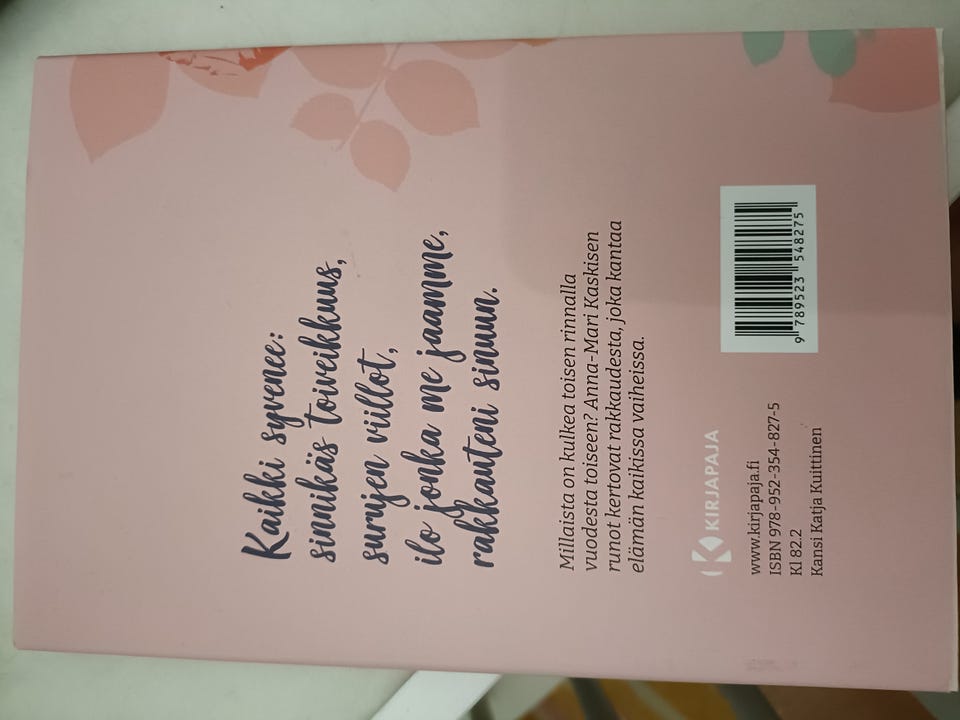 Kaikki syvenee:
sinnikäs toiveikkuus,
surujen viillot,
ilo jonka me jaamme,
rakkauteni sinuun.
Millaista on kulkea toisen rinnalla
vuodesta toiseen? Anna-Mari Kaskisen
runot kertovat rakkaudesta, joka kantaa
elämän kaikissa vaiheissa.
KIRJAPAJA
www.kirjapaja.fi
ISBN 978-952-354-827-5
Kl 82.2
Kansi Katja Kuittinen
9 789523 548275